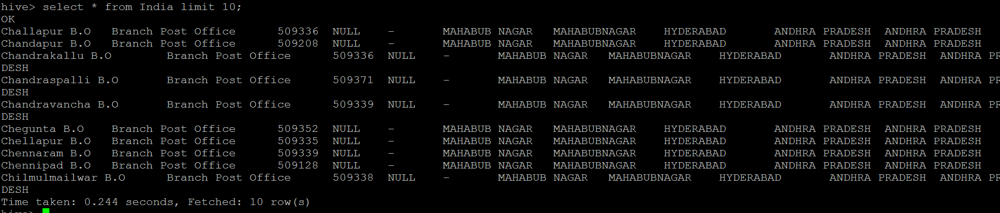 hive> select * from India limit 10;
OK
Challapur B.O Branch Post Office 509336 NULL - MAHABUB NAGAR MAHABUBNAGAR HYDERABAD ANDHRA PRADESH ANDHRA PRADESH
Chandapur B.O Branch Post Office 509208 NULL - MAHABUB NAGAR MAHABUBNAGAR HYDERABAD ANDHRA PRADESH ANDHRA PRADESH
Chandrakallu B.O Branch Post Office 509336 NULL - MAHABUB NAGAR MAHABUBNAGAR HYDERABAD ANDHRA PRADESH ANDHRA PR
DESH
Chandraspalli B.O Branch Post Office 509371 NULL - MAHABUB NAGAR MAHABUBNAGAR HYDERABAD ANDHRA PRADESH ANDHRA PR
DESH
Chandravancha B.O Branch Post Office 509339 NULL - MAHABUB NAGAR MAHABUBNAGAR HYDERABAD ANDHRA PRADESH ANDHRA PR
DESH
Chegunta B.O Branch Post Office 509352 NULL - MAHABUB NAGAR MAHABUBNAGAR HYDERABAD ANDHRA PRADESH ANDHRA PRADESH
Chellapur B.O Branch Post Office 509335 NULL - MAHABUB NAGAR MAHABUBNAGAR HYDERABAD ANDHRA PRADESH ANDHRA PRADESH
Chennaram B.O Branch Post Office 509339 NULL - MAHABUB NAGAR MAHABUBNAGAR HYDERABAD ANDHRA PRADESH ANDHRA PRADESH
Chennipad B.O Branch Post Office 509128 NULL - MAHABUB NAGAR MAHABUBNAGAR HYDERABAD ANDHRA PRADESH ANDHRA PRADESH
Chilmulmailwar B.O Branch Post Office 509338 NULL - MAHABUB NAGAR MAHABUBNAGAR HYDERABAD ANDHRA PRADESH ANDHRA PR
DESH
Time taken: 0.244 seconds, Fetched: 10 row(s)
hive>